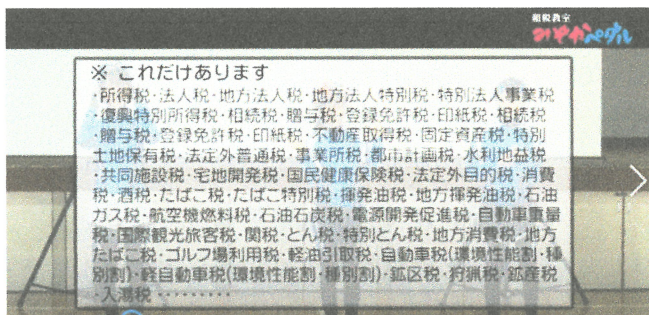 租税教室
みそかペダル
※ これだけあります
・所得税・法人税・地方法人税・地方法人特別税・特別法人事業税
・復興特別所得税・相続税・贈与税・登録免許税・印紙税・相続税
・贈与税・登録免許税・印紙税・不動産取得税・固定資産税・特別
土地保有税・法定外普通税・事業所税・都市計画税・水利地益税
・共同施設税・宅地開発税・国民健康保険税・法定外目的税・消費
税・酒税・たばこ税・たばこ特別税・揮発油税・地方揮発油税・石油
ガス税・航空機燃料税・石油石炭税・電源開発促進税・自動車重量
税・国際観光旅客税・関税・とん税・特別とん税・地方消費税・地方
たばこ税・ゴルフ場利用税・軽油引取税・自動車税(環境性能割・種
別割)・軽自動車税(環境性能割・種別割)・鉱区税・狩猟税・鉱産税
・入湯税・・・・・・・・・